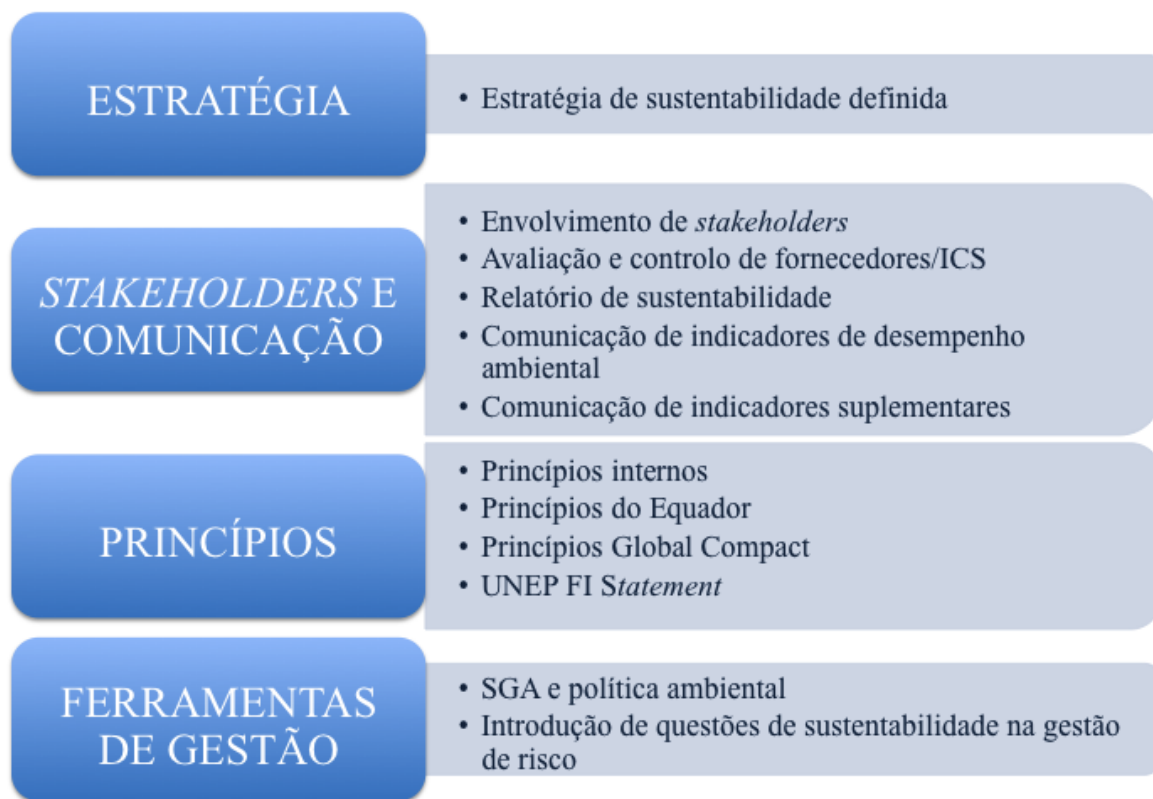 ESTRATÉGIA
• Estratégia de sustentabilidade definida
STAKEHOLDERS E
COMUNICAÇÃO
• Envolvimento de stakeholders
• Avaliação e controlo de fornecedores/ICS
• Relatório de sustentabilidade
• Comunicação de indicadores de desempenho
ambiental
• Comunicação de indicadores suplementares
PRINCÍPIOS
• Princípios internos
• Princípios do Equador
• Princípios Global Compact
• UNEP FI Statement
FERRAMENTAS
DE GESTÃO
• SGA e política ambiental
• Introdução de questões de sustentabilidade na gestão
de risco